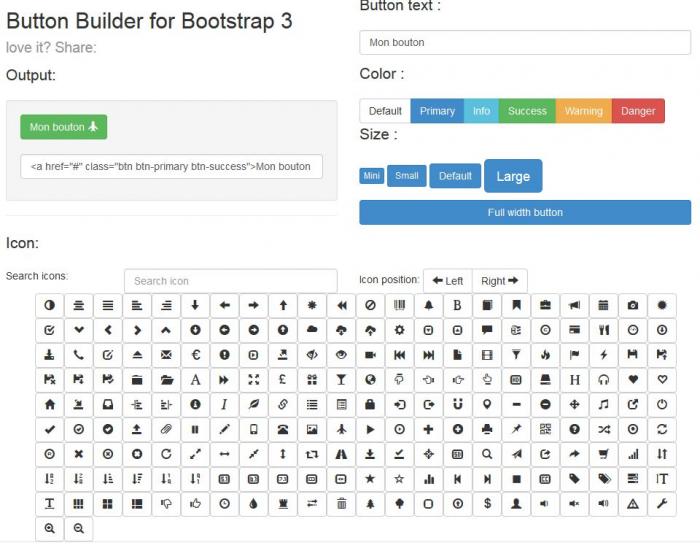 Button Builder for Bootstrap 3
love it? Share:
Output:
Mon bouton
<a href="#" class="btn btn-primary btn-success">Mon bouton
Button text :
Mon bouton
Color :
Default Primary Info Success Warning Danger
Size :
Mini Small Default Large
Full width button
Icon:
Search icons: Search icon
Icon position: Left Right